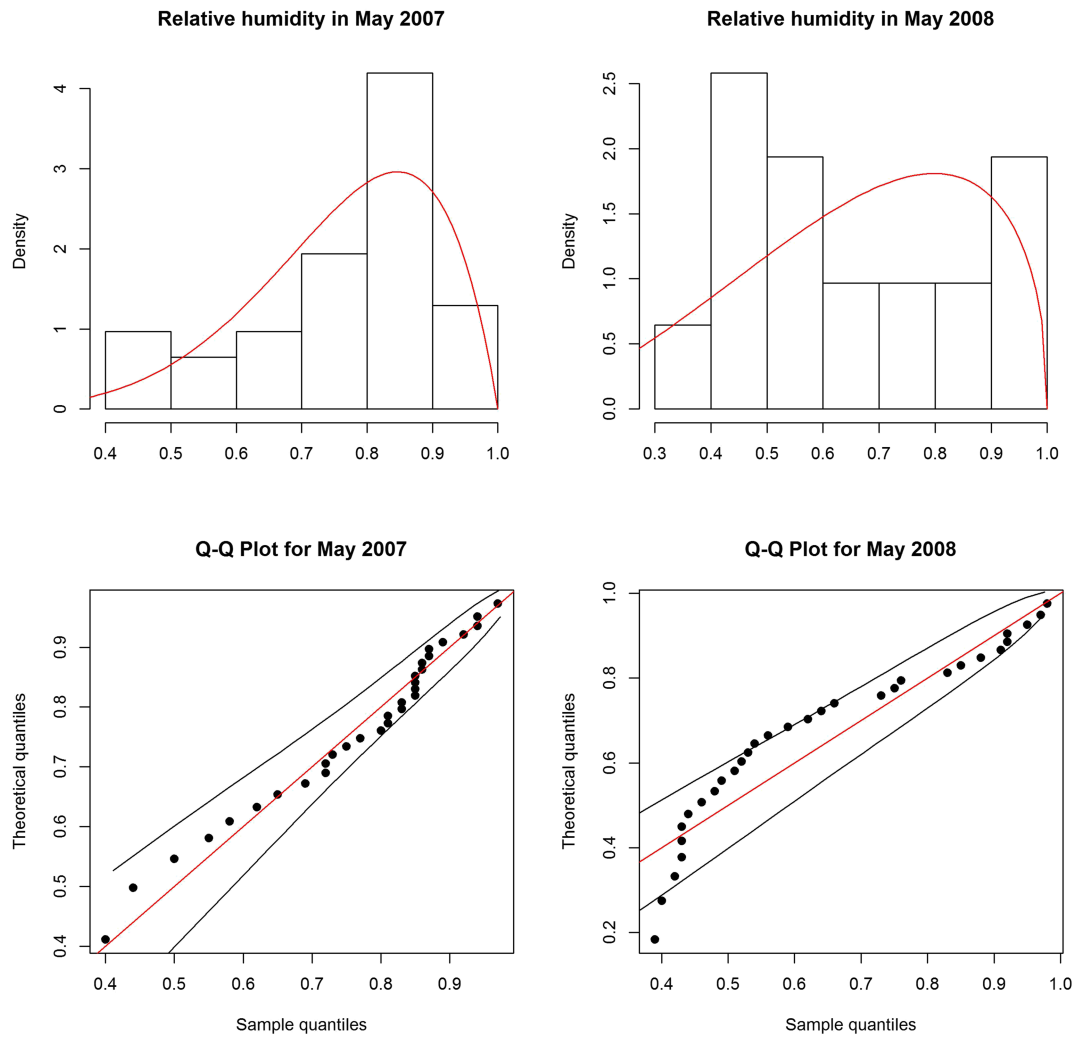 Relative humidity in May 2007
Density
0
1
2
3
4
0.4 0.5 0.6 0.7 0.8 0.9 1.0
Relative humidity in May 2008
Density
0.0
0.5
1.0
1.5
2.0
2.5
0.3 0.4 0.5 0.6 0.7 0.8 0.9 1.0
Q-Q Plot for May 2007
Theoretical quantiles
0.4
0.5
0.6
0.7
0.8
0.9
0.4 0.5 0.6 0.7 0.8 0.9
Sample quantiles
Q-Q Plot for May 2008
Theoretical quantiles
0.2
0.4
0.6
0.8
1.0
0.4 0.5 0.6 0.7 0.8 0.9 1.0
Sample quantiles